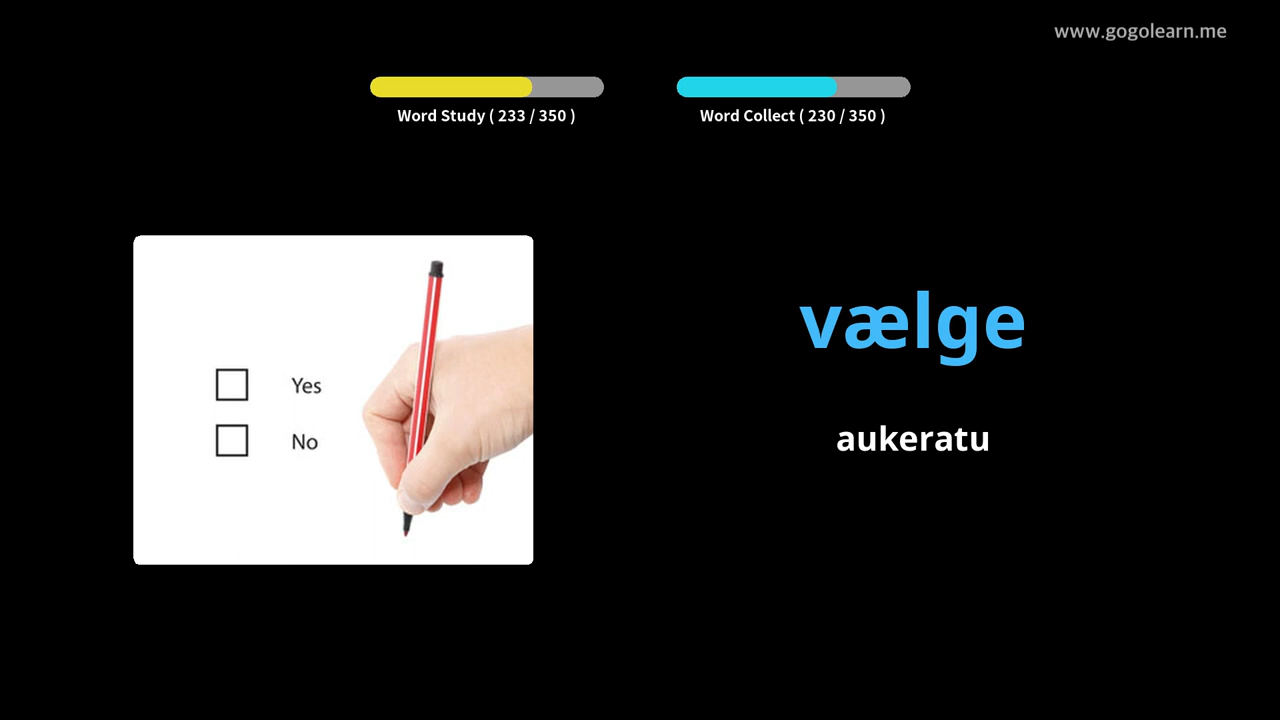 www.gogolearn.me
Word Study ( 233 / 350 )
Word Collect ( 230 / 350 )
Yes
No
vælge
aukeratu